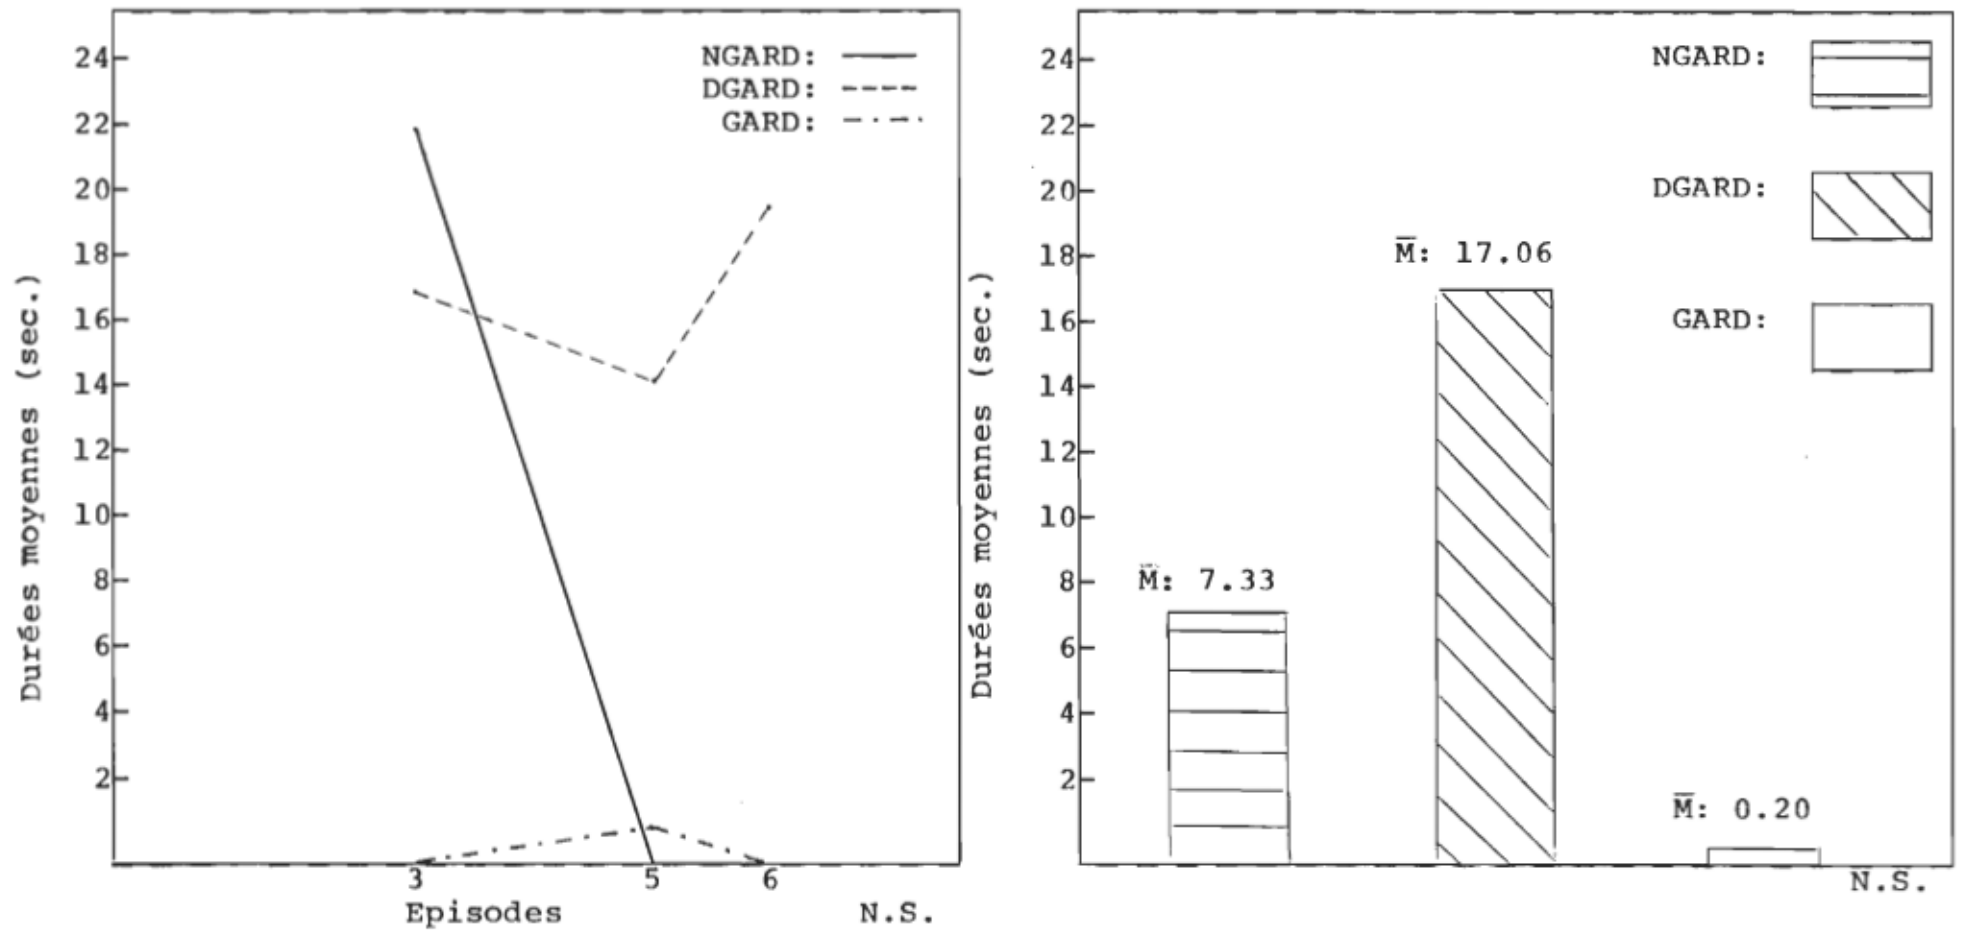 24
22
20
18
16
14
12
10
8
6
4
2
Durées moyennes (sec.)
NGARD:
DGARD:
GARD:
3 5 6
Episodes N.S.
24
22
20
18
16
14
12
10
8
6
4
2
Durées moyennes (sec.)
NGARD:
DGARD:
GARD:
M̅: 17.06
M̅: 7.33
M̅: 0.20
N.S.